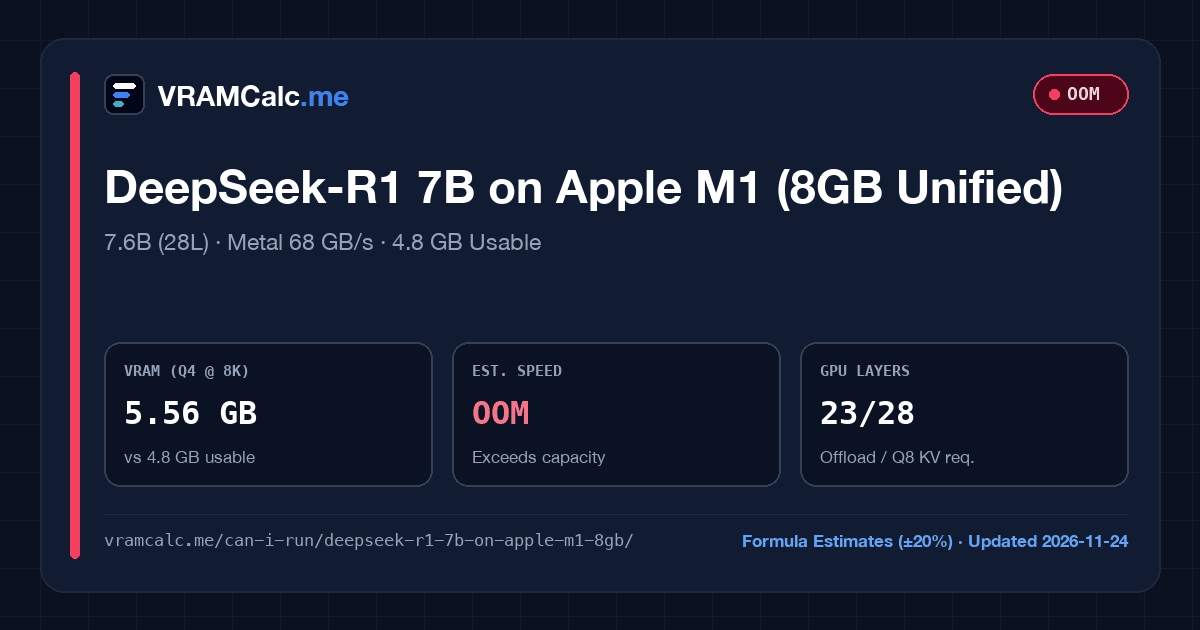 VRAMCalc.me
OOM
DeepSeek-R1 7B on Apple M1 (8GB Unified)
7.6B (28L) · Metal 68 GB/s · 4.8 GB Usable
VRAM (Q4 @ 8K)
5.56 GB
vs 4.8 GB usable
EST. SPEED
OOM
Exceeds capacity
GPU LAYERS
23/28
Offload / Q8 KV req.
vramcalc.me/can-i-run/deepseek-r1-7b-on-apple-m1-8gb/
Formula Estimates (±20%) · Updated 2026-11-24